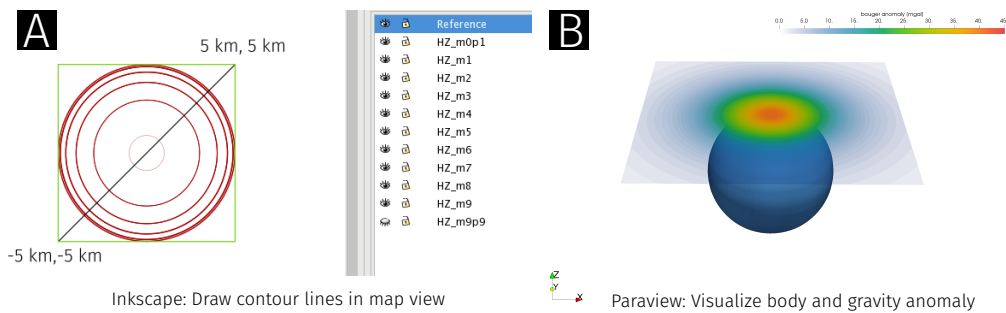 A
5 km, 5 km
-5 km,-5 km
Reference
HZ_m0p1
HZ_m1
HZ_m2
HZ_m3
HZ_m4
HZ_m5
HZ_m6
HZ_m7
HZ_m8
HZ_m9
HZ_m9p9
Inkscape: Draw contour lines in map view
B
bouger anomaly (mgal)
0.0 5. 10. 15. 20. 25. 30. 35. 40. 45.
Z
Y
X
Paraview: Visualize body and gravity anomaly